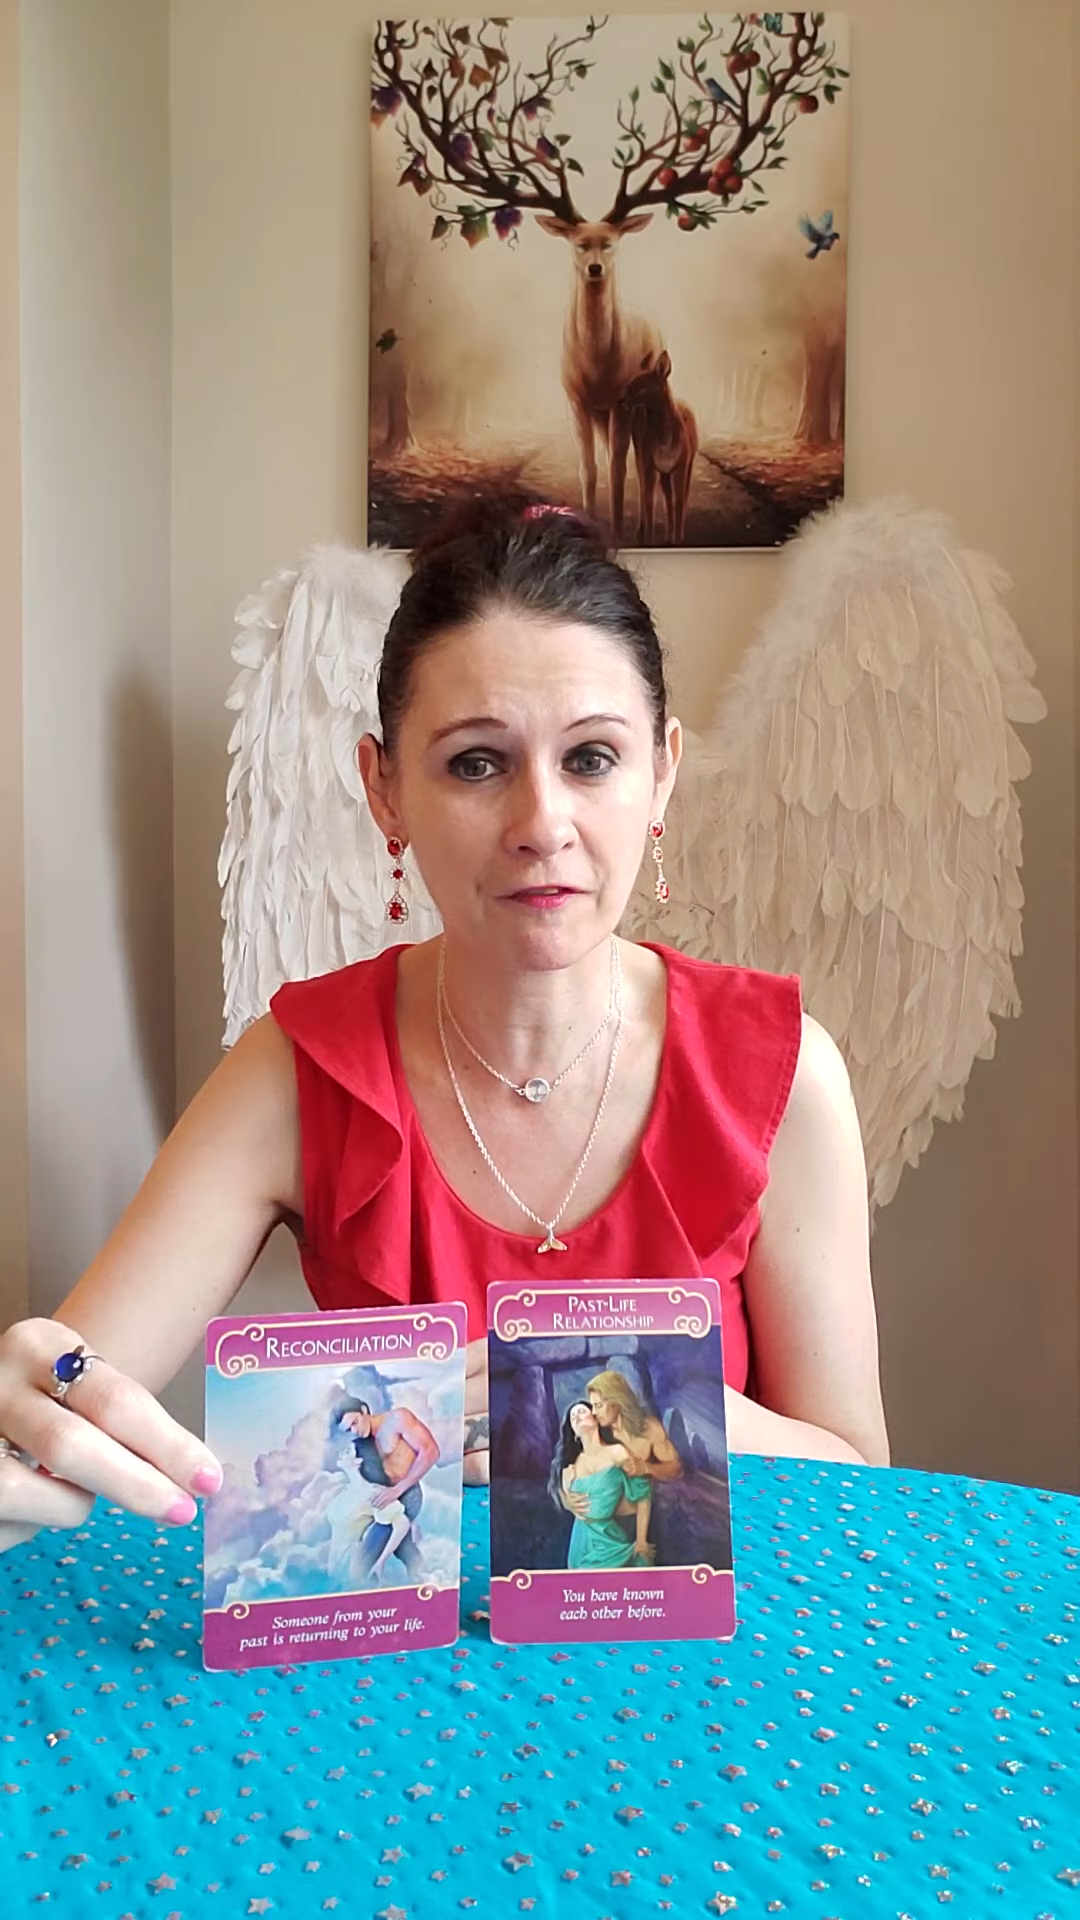 RECONCILIATION
Someone from your
past is returning to your life.
PAST-LIFE
RELATIONSHIP
You have known
each other before.